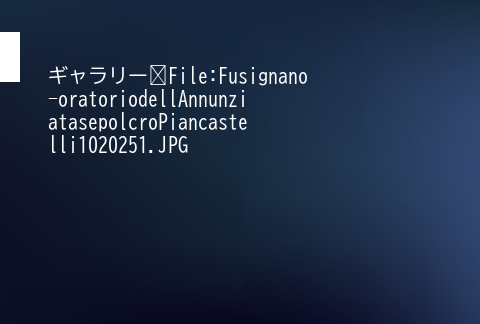 ギャラリー〿File:Fusignano
-oratoriodellAnnunzi
atasepolcroPiancaste
lli1020251.JPG